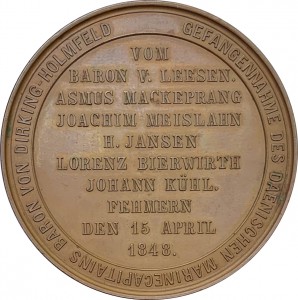 GEFANGENNAHME DES DAENISCHEN MARINECAPITAINS BARON VON DIRKING-HOLMFELD
VOM
BARON V. LEESEN.
ASMUS MACKEPRANG
JOACHIM MEISLAHN
H. JANSEN
LORENZ BIERWIRTH
JOHANN KÜHL.
FEHMERN
DEN 15 APRIL
1848.